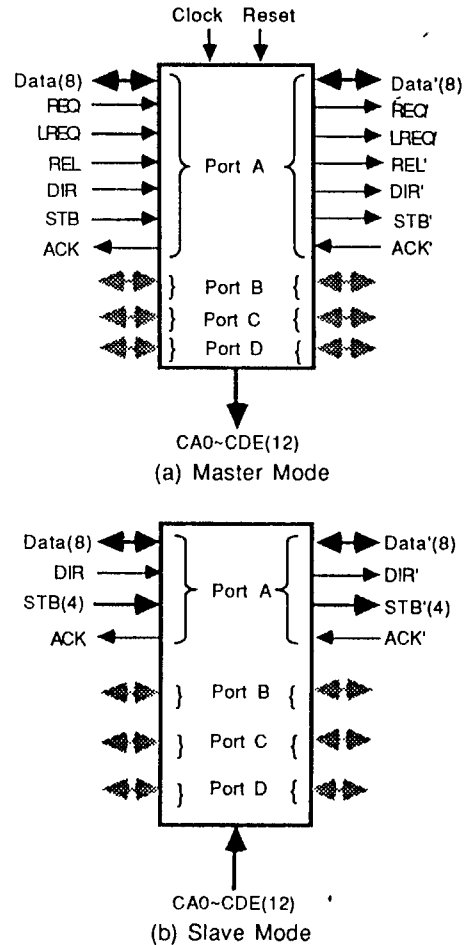 Clock Reset
Data(8) Data'(8)
REQ REQ'
LREQ LREQ'
REL Port A REL'
DIR DIR'
STB STB'
ACK ACK'
} Port B {
} Port C {
} Port D {
CA0~CDE(12)
(a) Master Mode
Data(8) Data'(8)
DIR Port A DIR'
STB(4) STB'(4)
ACK ACK'
} Port B {
} Port C {
} Port D {
CA0~CDE(12)
(b) Slave Mode